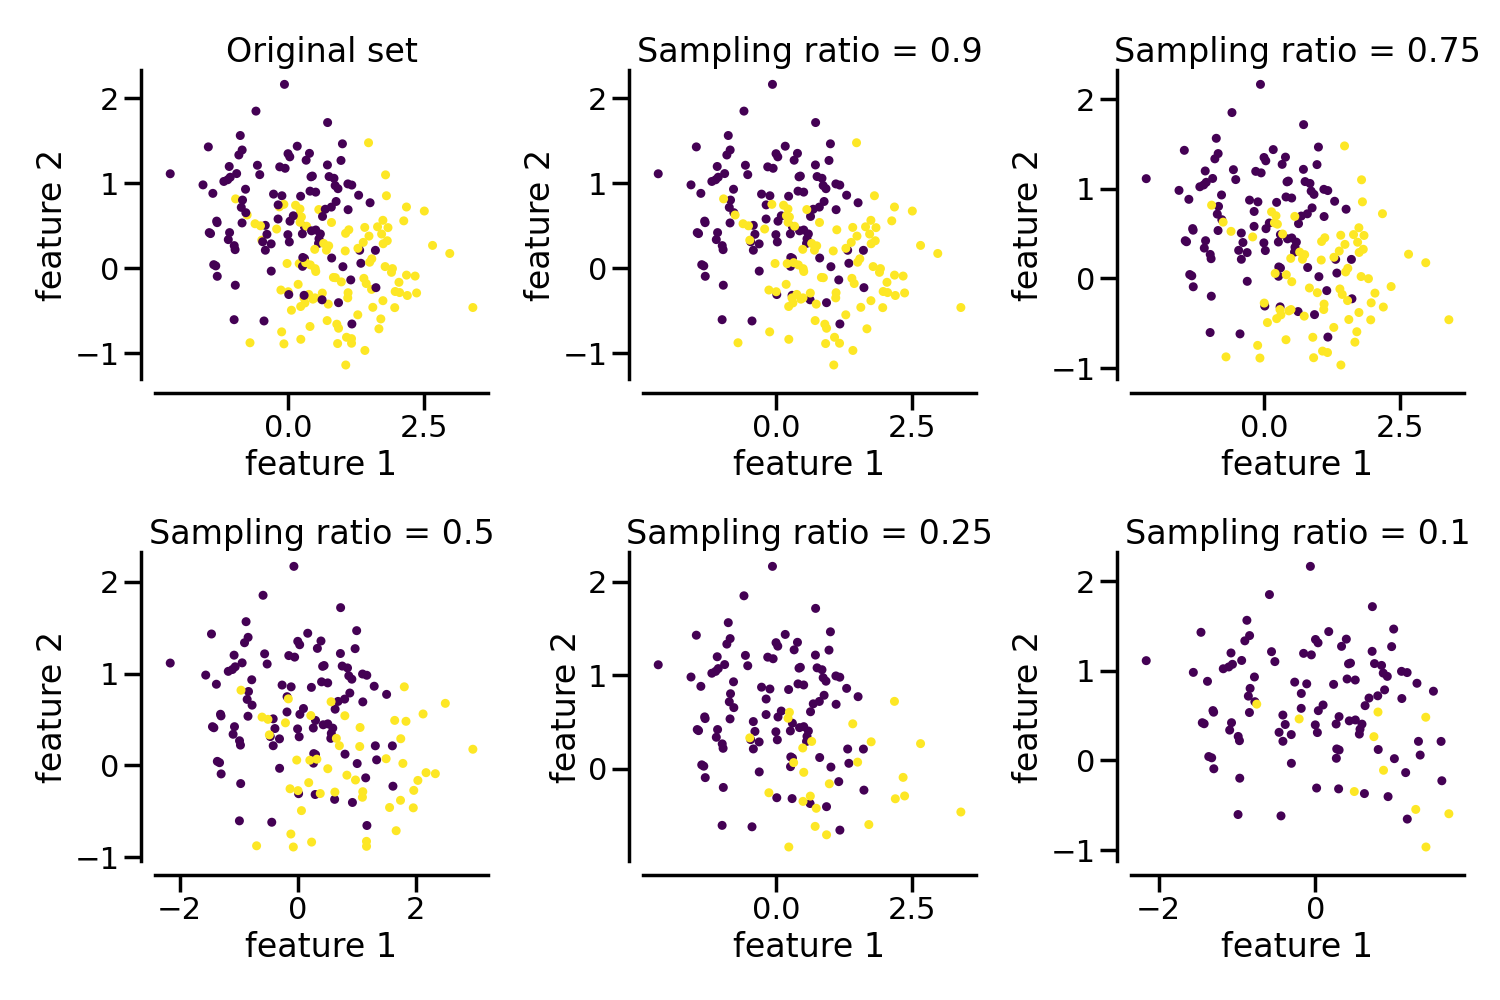 Original set
Sampling ratio = 0.9
Sampling ratio = 0.75
feature 2
2
1
0
−1
0.0
2.5
feature 1
feature 2
2
1
0
−1
0.0
2.5
feature 1
feature 2
2
1
0
−1
0.0
2.5
feature 1
Sampling ratio = 0.5
Sampling ratio = 0.25
Sampling ratio = 0.1
feature 2
2
1
0
−1
−2
0
2
feature 1
feature 2
2
1
0
0.0
2.5
feature 1
feature 2
2
1
0
−1
−2
0
feature 1